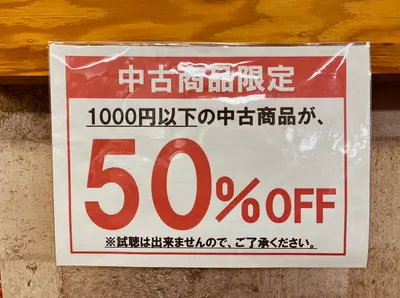 中古商品限定
1000円以下の中古商品が、
50%OFF
※試聴は出来ませんので、ご了承ください。